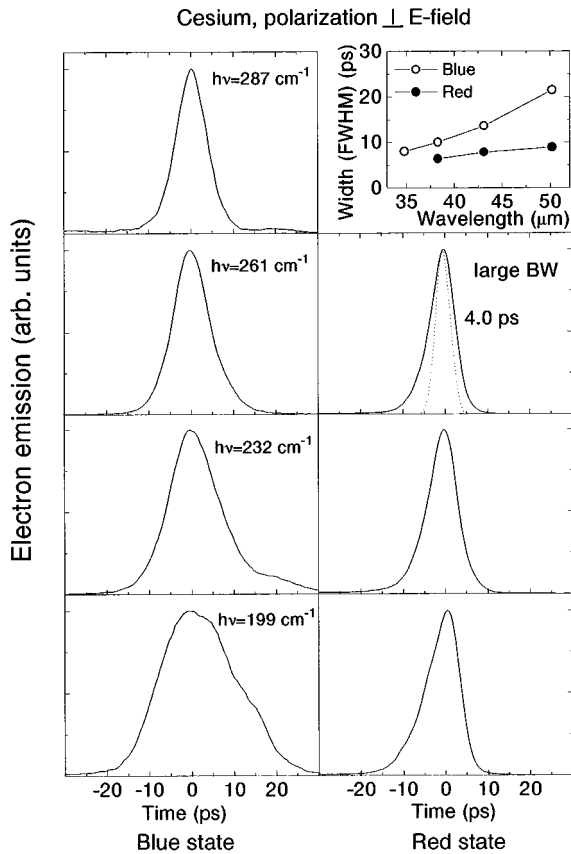 Cesium, polarization ⊥ E-field
Electron emission (arb. units)
hν=287 cm⁻¹
Width (FWHM) (ps)
30
20
10
0
Blue
Red
35 40 45 50
Wavelength (μm)
hν=261 cm⁻¹
large BW
4.0 ps
hν=232 cm⁻¹
hν=199 cm⁻¹
-20 -10 0 10 20
-20 -10 0 10 20
Time (ps)
Time (ps)
Blue state
Red state